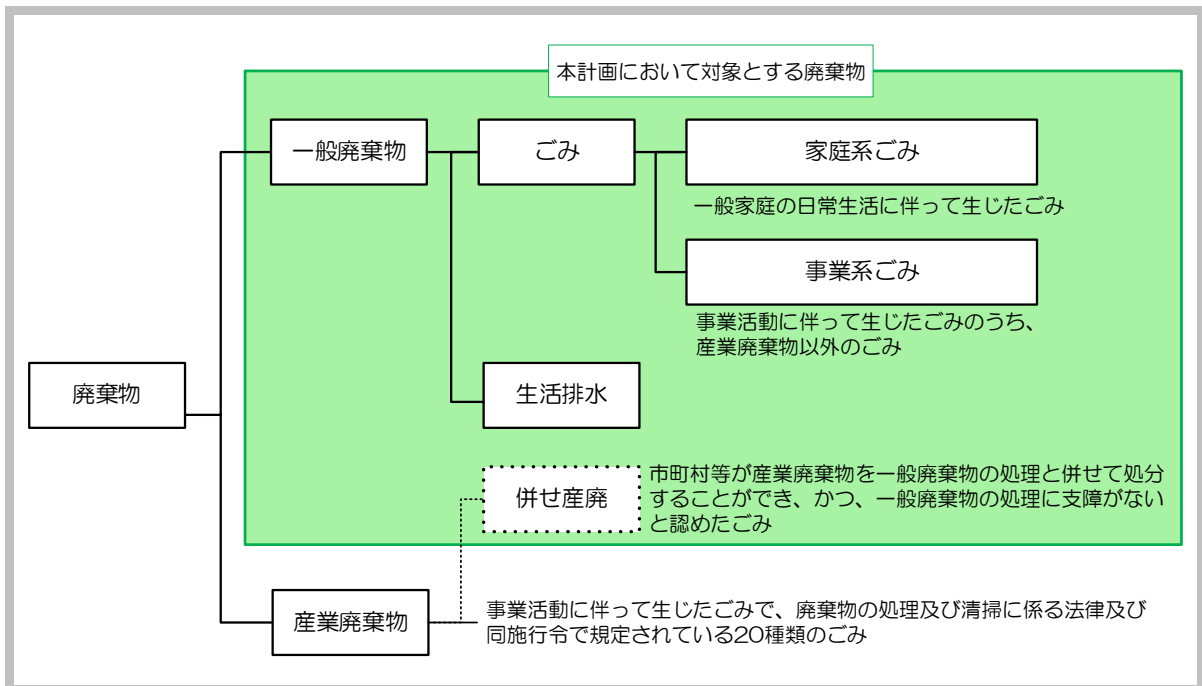 本計画において対象とする廃棄物
一般廃棄物
ごみ
家庭系ごみ
一般家庭の日常生活に伴って生じたごみ
事業系ごみ
事業活動に伴って生じたごみのうち、
産業廃棄物以外のごみ
廃棄物
生活排水
併せ産廃
市町村等が産業廃棄物を一般廃棄物の処理と併せて処分
することができ、かつ、一般廃棄物の処理に支障がない
と認めたごみ
産業廃棄物
事業活動に伴って生じたごみで、廃棄物の処理及び清掃に係る法律及び
同施行令で規定されている20種類のごみ